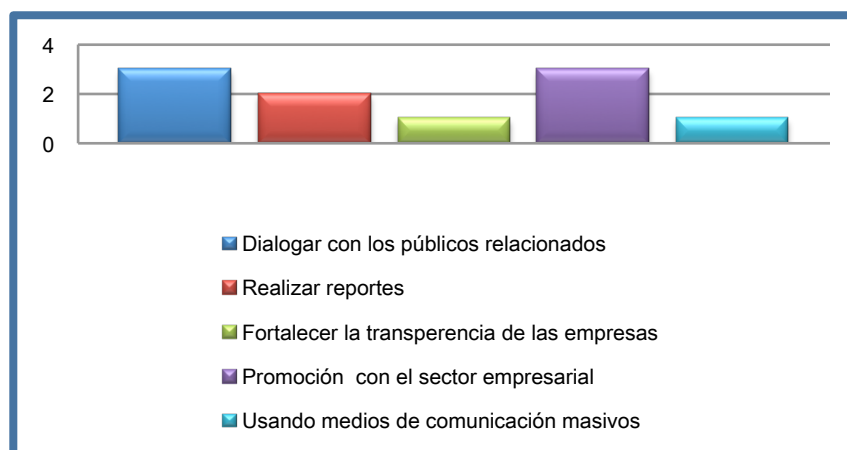 4
2
0
Dialogar con los públicos relacionados
Realizar reportes
Fortalecer la transperencia de las empresas
Promoción  con el sector empresarial
Usando medios de comunicación masivos